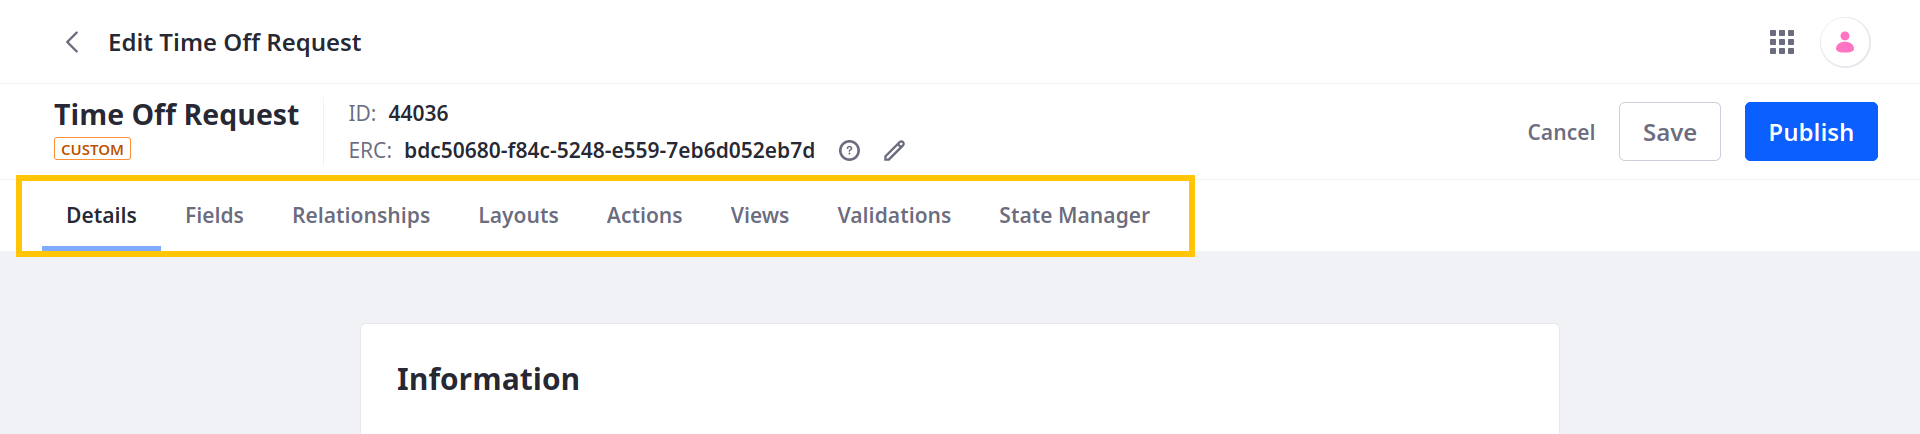 Edit Time Off Request
Time Off Request
CUSTOM
ID: 44036
ERC: bdc50680-f84c-5248-e559-7eb6d052eb7d
Cancel
Save
Publish
Details Fields Relationships Layouts Actions Views Validations State Manager
Information